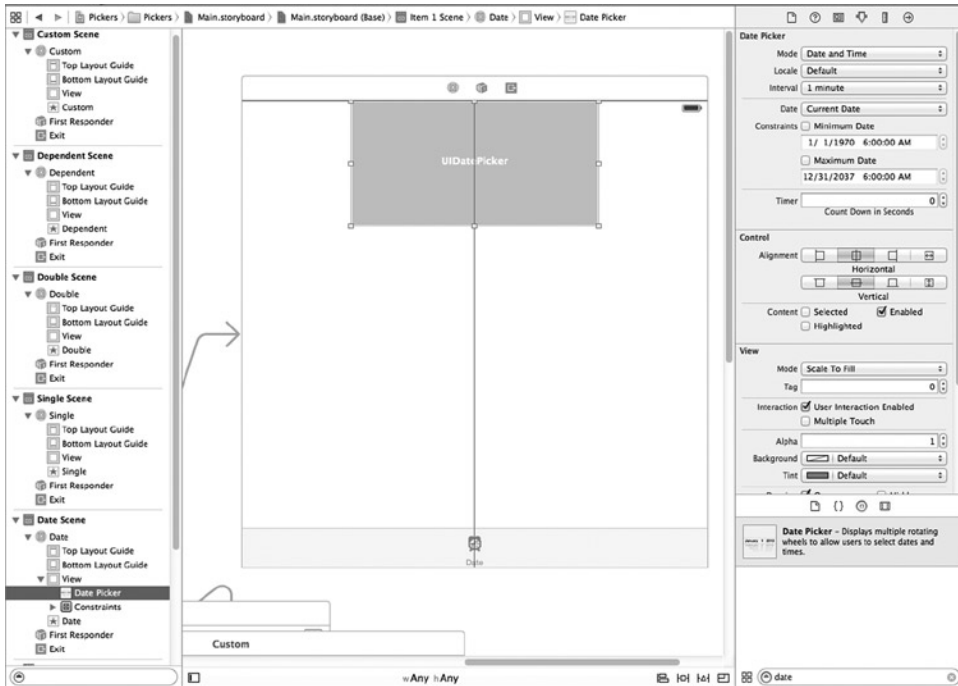 Pickers
Pickers
Main.storyboard
Main.storyboard (Base)
Item 1 Scene
Date
View
Date Picker
Custom Scene
Custom
Top Layout Guide
Bottom Layout Guide
View
Custom
First Responder
Exit
Dependent Scene
Dependent
Top Layout Guide
Bottom Layout Guide
View
Dependent
First Responder
Exit
Double Scene
Double
Top Layout Guide
Bottom Layout Guide
View
Double
First Responder
Exit
Single Scene
Single
Top Layout Guide
Bottom Layout Guide
View
Single
First Responder
Exit
Date Scene
Date
Top Layout Guide
Bottom Layout Guide
View
Date Picker
Constraints
Date
First Responder
Exit
UIDatePicker
Date
Custom
wAny hAny
Date Picker
Mode Date and Time
Locale Default
Interval 1 minute
Date Current Date
Constraints Minimum Date
1/ 1/1970 6:00:00 AM
Maximum Date
12/31/2037 6:00:00 AM
Timer 0
Count Down in Seconds
Control
Alignment
Horizontal
Vertical
Content Selected Enabled
Highlighted
View
Mode Scale To Fill
Tag 0
Interaction User Interaction Enabled
Multiple Touch
Alpha 1
Background Default
Tint Default
Date Picker - Displays multiple rotating
wheels to allow users to select dates and
times.
date